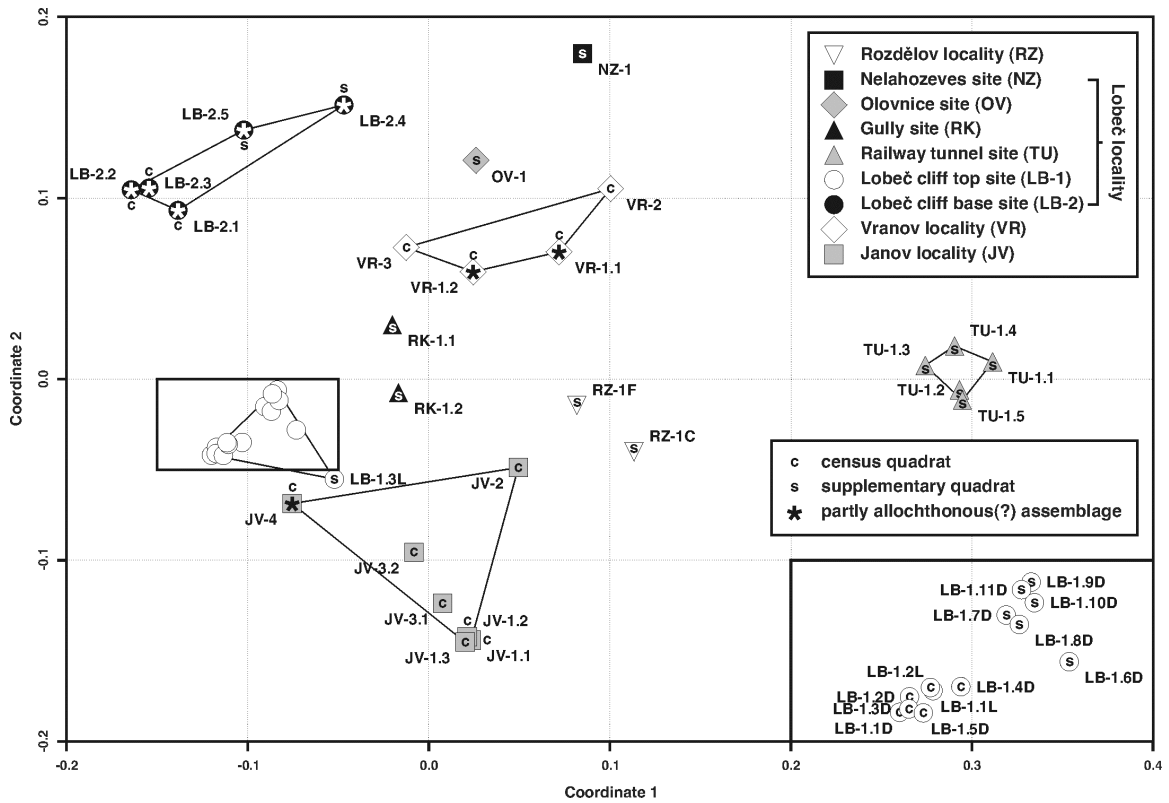 0.2
s
NZ-1
Rozdělov locality (RZ)
Nelahozeves site (NZ)
Olovnice site (OV)
Gully site (RK)
Railway tunnel site (TU)
Lobeč cliff top site (LB-1)
Lobeč cliff base site (LB-2)
Vranov locality (VR)
Janov locality (JV)
Lobeč locality
s
LB-2.5
LB-2.4
s
s
OV-1
LB-2.2
c
LB-2.3
c
LB-2.1
c
0.1
c
VR-2
c
VR-3
c
VR-1.1
c
VR-1.2
s
RK-1.1
TU-1.4
TU-1.3
s
s
s
TU-1.1
TU-1.2
s
s
TU-1.5
Coordinate 2
0.0
s
RK-1.2
RZ-1F
s
RZ-1C
s
c census quadrat
s supplementary quadrat
* partly allochthonous(?) assemblage
s LB-1.3L
c
JV-4
c
JV-2
-0.1
c
JV-3.2
c
JV-3.1
c JV-1.2
c
c
JV-1.3
JV-1.1
LB-1.11D s s LB-1.9D
s LB-1.10D
LB-1.7D s
s
LB-1.8D
s
LB-1.6D
LB-1.2L
c
c LB-1.4D
LB-1.2D c
LB-1.3D c
LB-1.1L
LB-1.1D c
c
LB-1.5D
-0.2
-0.2 -0.1 0.0 0.1 0.2 0.3 0.4
Coordinate 1